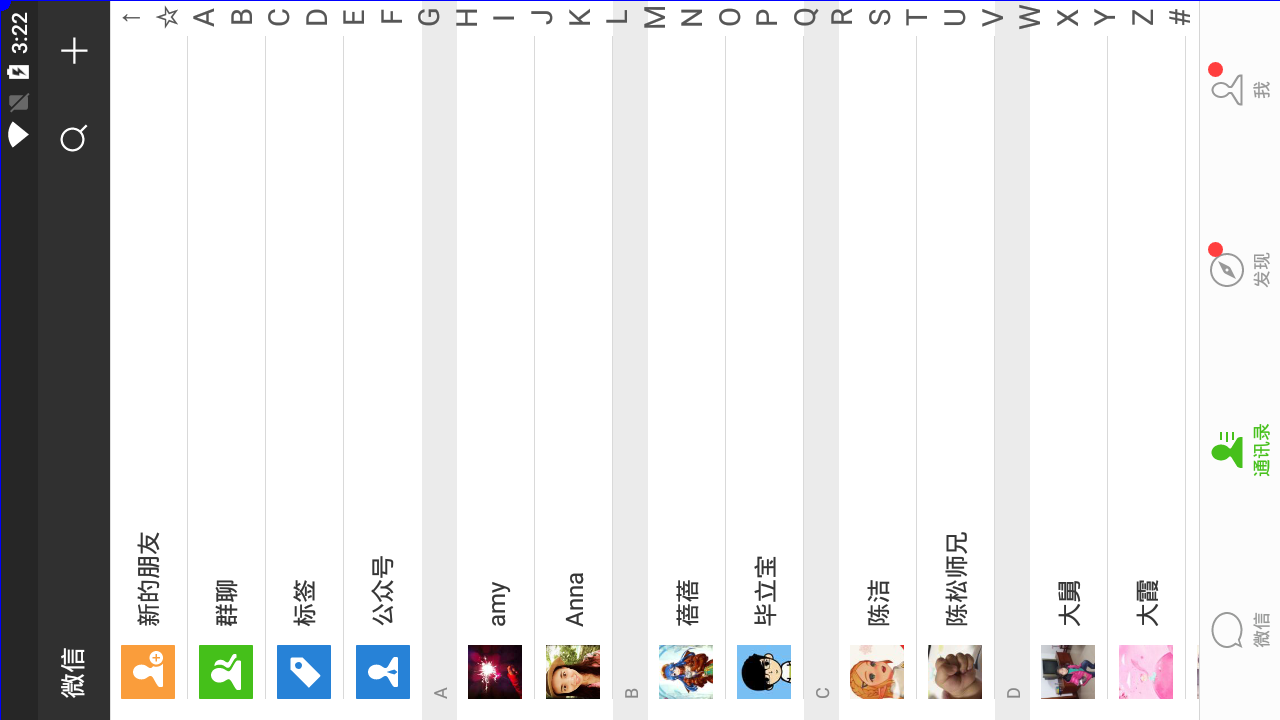 3:22
微信
新的朋友
群聊
标签
公众号
A
amy
Anna
B
蓓蓓
毕立宝
C
陈洁
陈松师兄
D
大舅
大霞
↑
☆
A
B
C
D
E
F
G
H
I
J
K
L
M
N
O
P
Q
R
S
T
U
V
W
X
Y
Z
#
微信
通讯录
发现
我